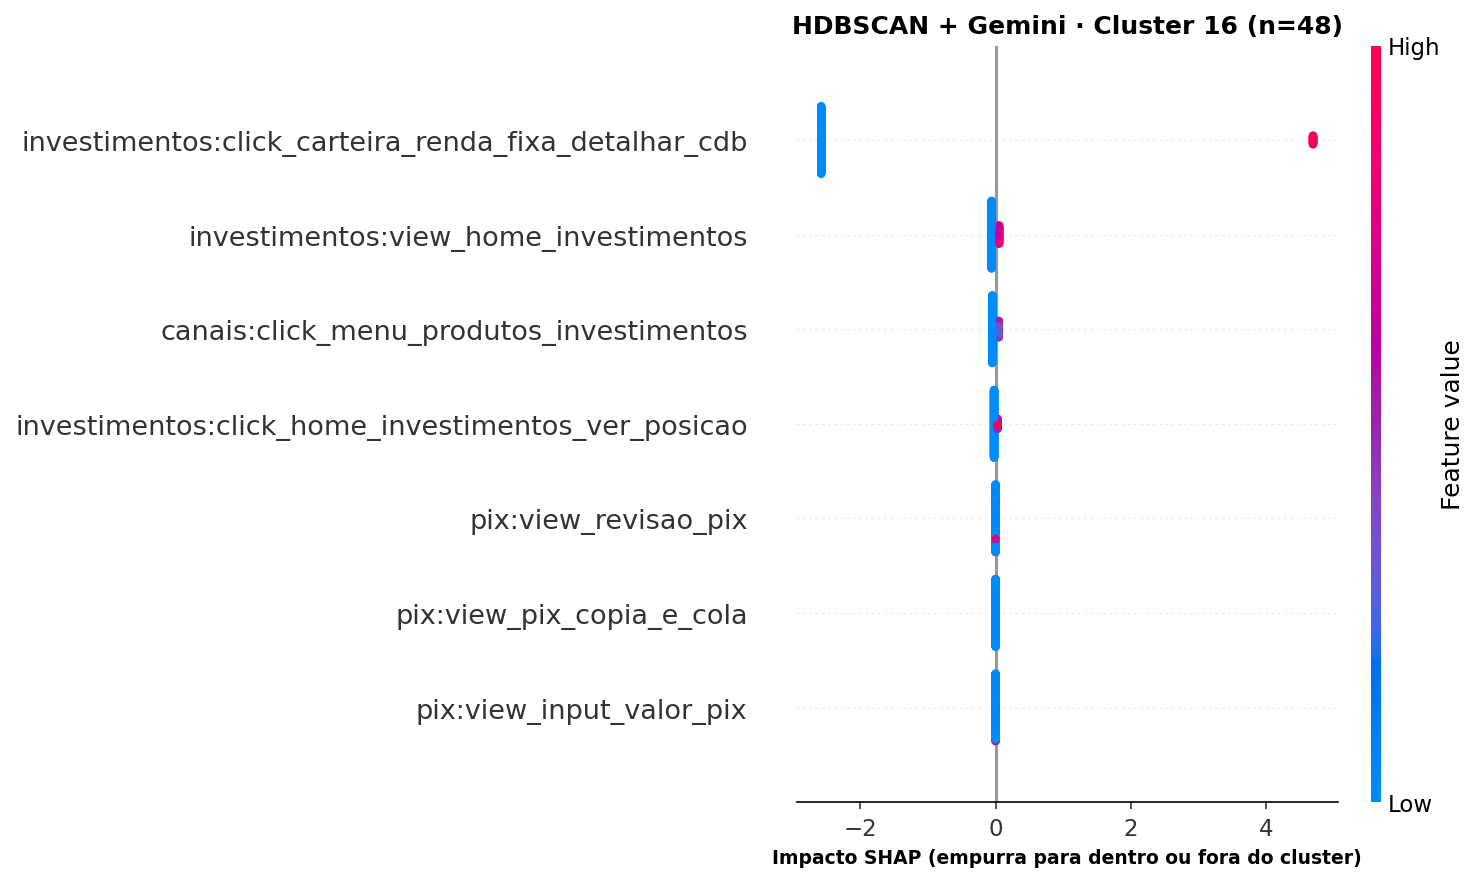 HDBSCAN + Gemini · Cluster 16 (n=48)
High
investimentos:click_carteira_renda_fixa_detalhar_cdb
investimentos:view_home_investimentos
canais:click_menu_produtos_investimentos
investimentos:click_home_investimentos_ver_posicao
pix:view_revisao_pix
pix:view_pix_copia_e_cola
pix:view_input_valor_pix
Feature value
Low
−2 0 2 4
Impacto SHAP (empurra para dentro ou fora do cluster)